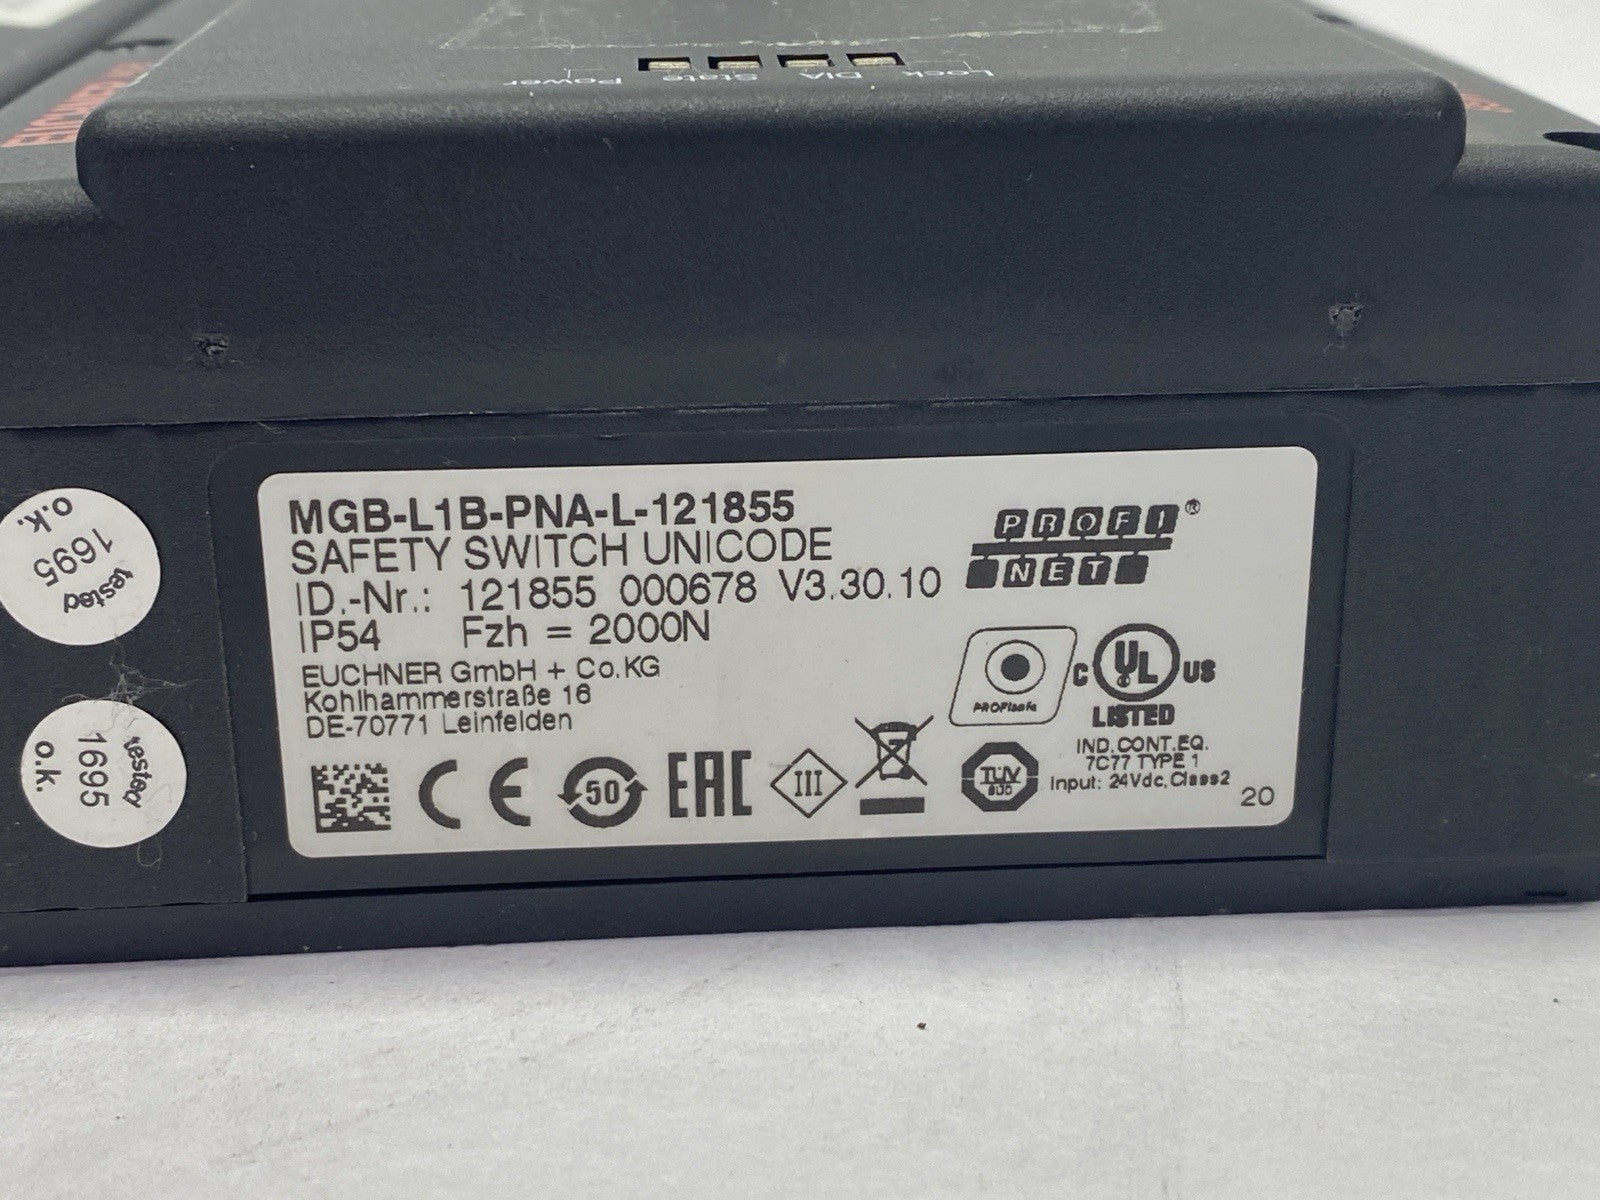 Lock DIA State Power
EUCHNER
o.k.
1695
tested
o.k.
1695
tested
MGB-L1B-PNA-L-121855
SAFETY SWITCH UNICODE
ID.-Nr.: 121855 000678 V3.30.10
IP54 Fzh = 2000N
EUCHNER GmbH + Co.KG
Kohlhammerstraße 16
DE-70771 Leinfelden
PROFI®
NET
PROFIsafe
C UL US
LISTED
IND.CONT.EQ.
7C77 TYPE 1
Input: 24Vdc,Class2
20
CE 50 EAC III TÜV
SÜD